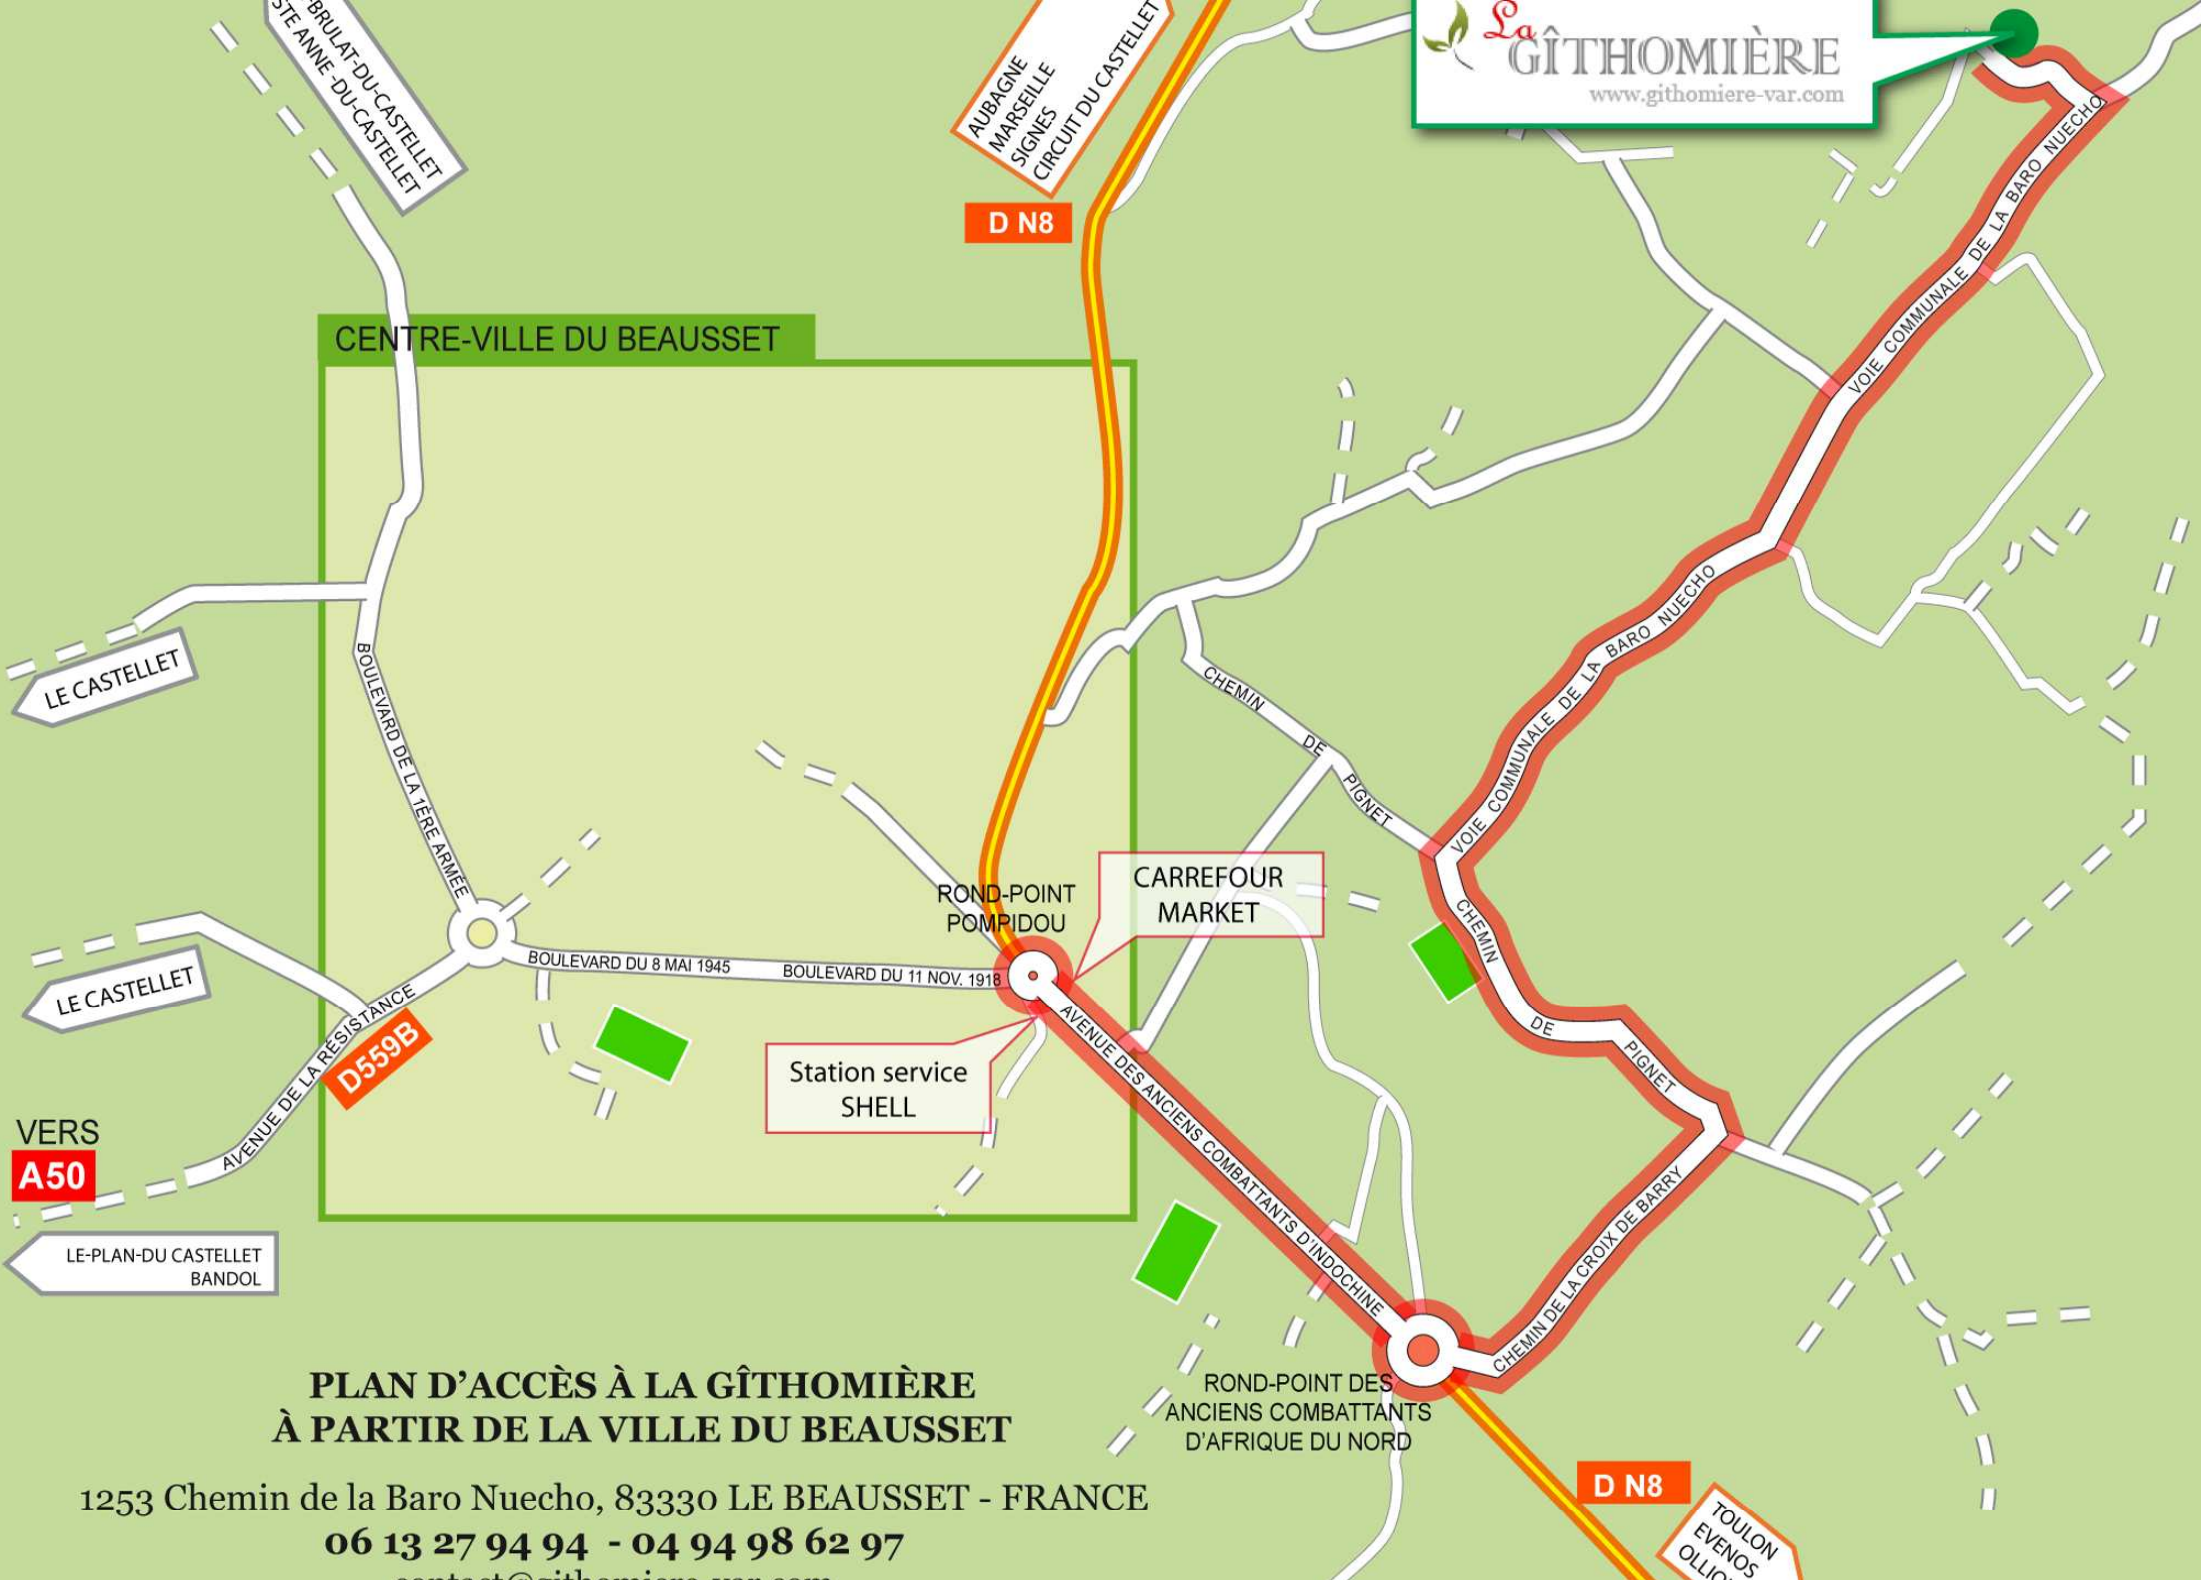 -BRULAT-DU-CASTELLET
STE ANNE -DU-CASTELLET
AUBAGNE
MARSEILLE
SIGNES
CIRCUIT DU CASTELLET
D N8
La
GÎTHOMIÈRE
www.githomiere-var.com
VOIE COMMUNALE DE LA BARO NUECHO
CENTRE-VILLE DU BEAUSSET
VOIE COMMUNALE DE LA BARO NUECHO
LE CASTELLET
BOULEVARD DE LA 1ÈRE ARMÉE
CHEMIN DE PIGNET
ROND-POINT
POMPIDOU
CARREFOUR
MARKET
CHEMIN DE PIGNET
BOULEVARD DU 8 MAI 1945
BOULEVARD DU 11 NOV. 1918
LE CASTELLET
AVENUE DE LA RÉSISTANCE
D559B
Station service
SHELL
AVENUE DES ANCIENS COMBATTANTS D'INDOCHINE
CHEMIN DE LA CROIX DE BARRY
VERS
A50
LE-PLAN-DU CASTELLET
BANDOL
ROND-POINT DES
ANCIENS COMBATTANTS
D'AFRIQUE DU NORD
PLAN D'ACCÈS À LA GÎTHOMIÈRE
À PARTIR DE LA VILLE DU BEAUSSET
1253 Chemin de la Baro Nuecho, 83330 LE BEAUSSET - FRANCE
06 13 27 94 94 - 04 94 98 62 97
contact@githomiere-var.com
D N8
TOULON
EVENOS